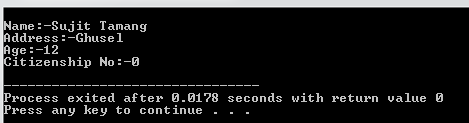 Name:-Sujit Tamang
Address:-Ghusel
Age:-12
Citizenship No:-0
--------------------------------
Process exited after 0.0178 seconds with return value 0
Press any key to continue . . .